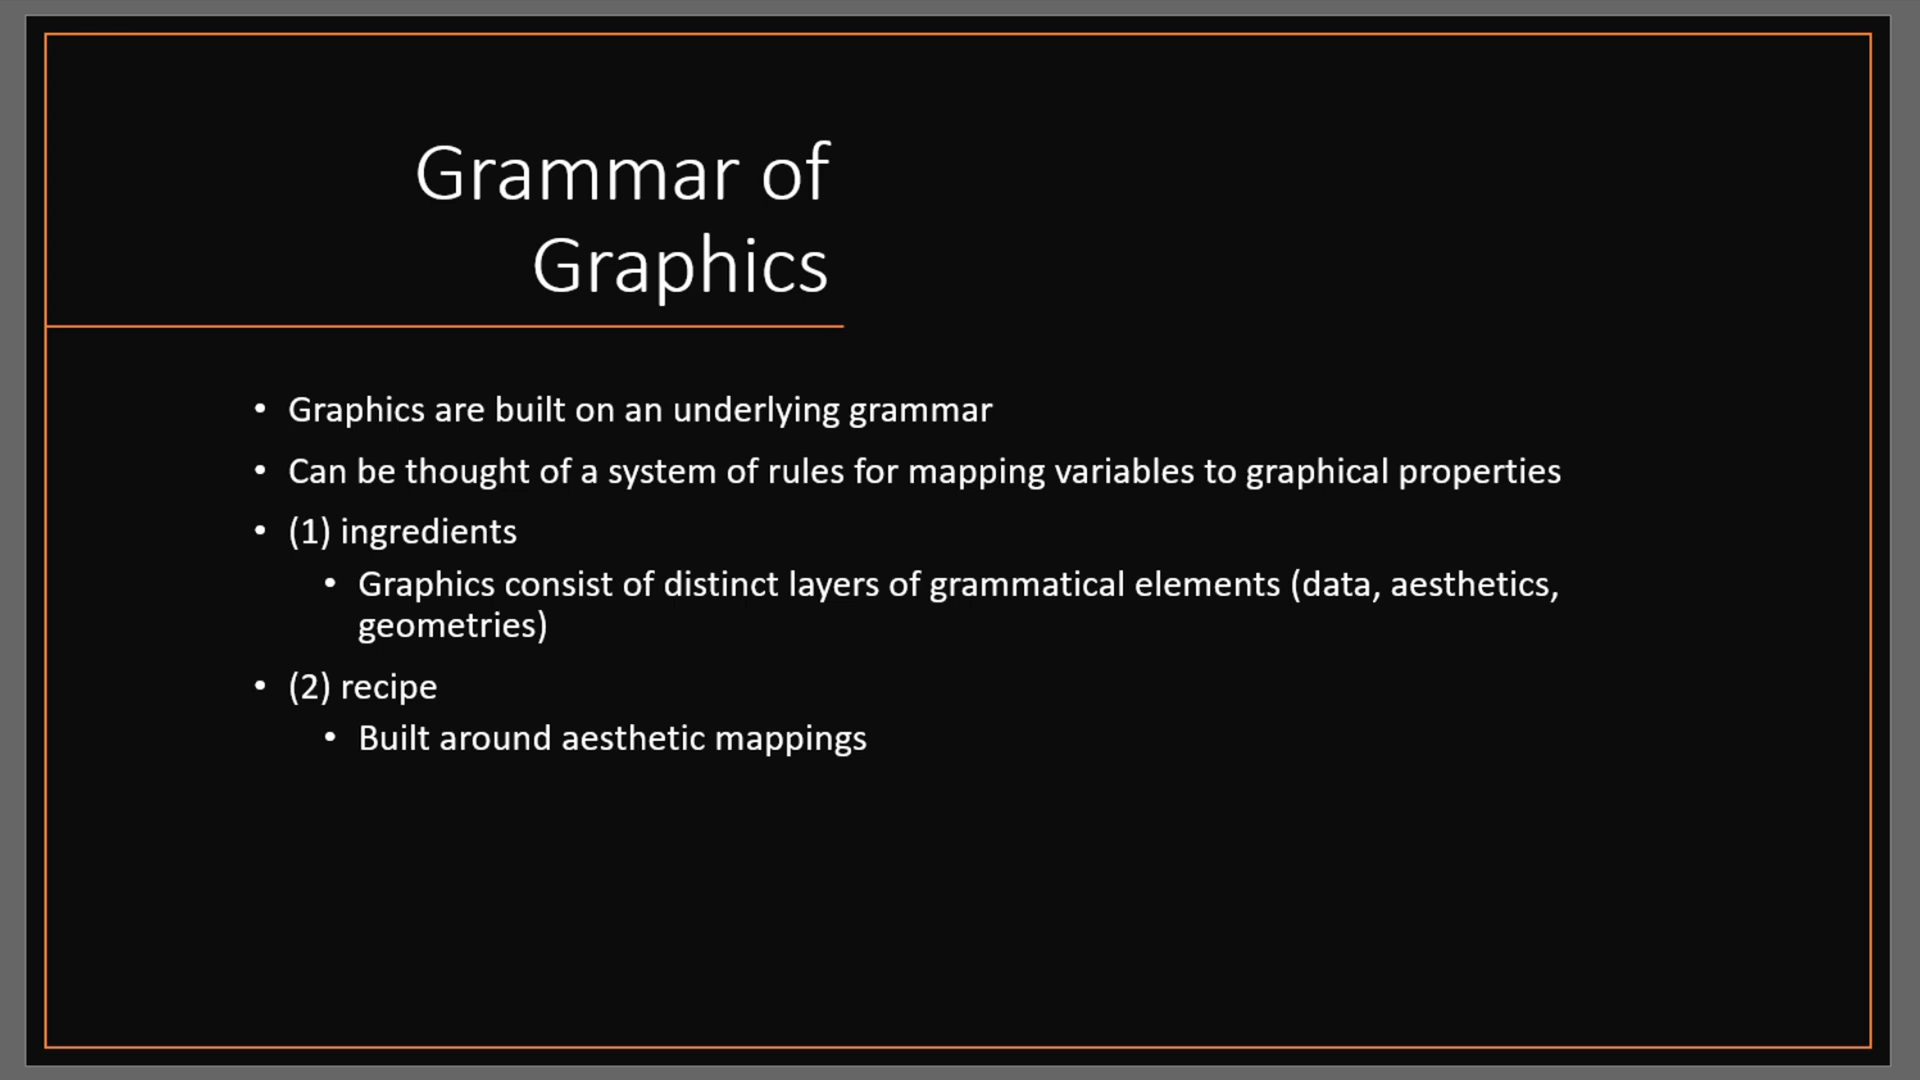 Grammar of
Graphics
• Graphics are built on an underlying grammar
• Can be thought of a system of rules for mapping variables to graphical properties
• (1) ingredients
• Graphics consist of distinct layers of grammatical elements (data, aesthetics,
geometries)
• (2) recipe
• Built around aesthetic mappings